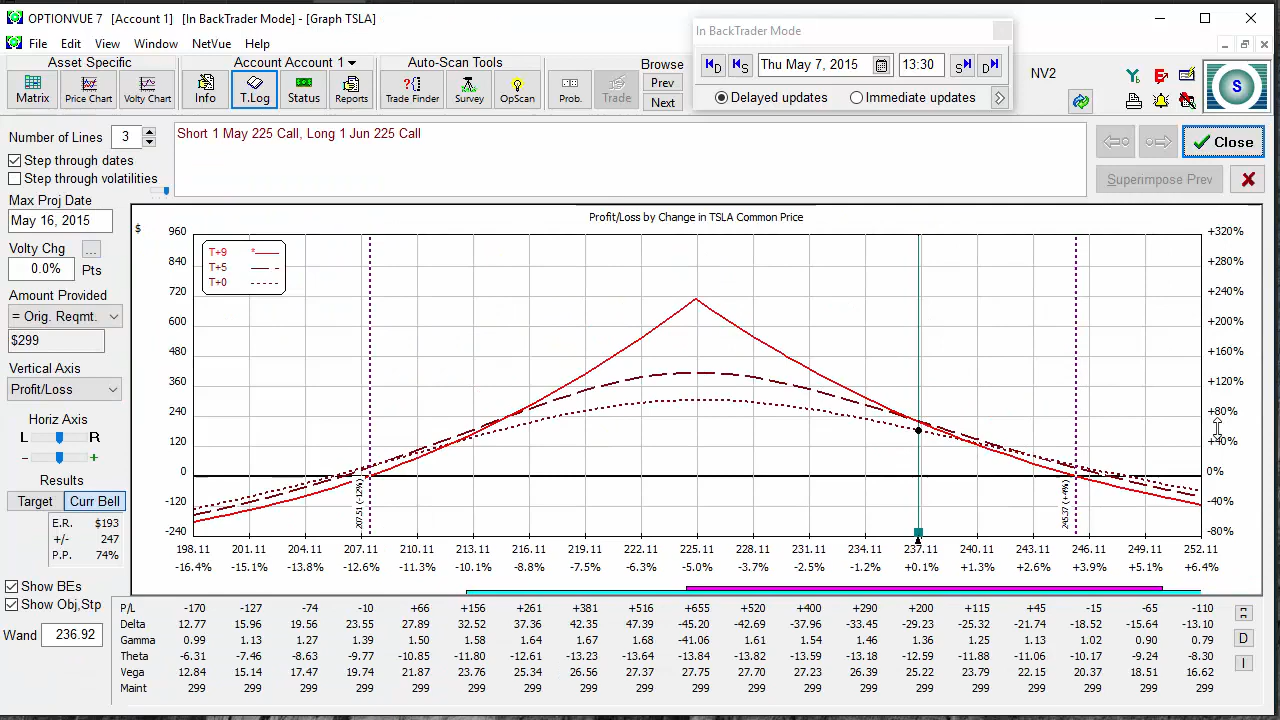 OPTIONVUE 7 [Account 1] [In BackTrader Mode] - [Graph TSLA]
File Edit View Window NetVue Help
In BackTrader Mode
Thu May 7, 2015 13:30
Delayed updates Immediate updates
Asset Specific
Matrix Price Chart Volty Chart
Account Account 1
Info T.Log Status Reports
Auto-Scan Tools
Trade Finder Survey OpScan
Prob. Trade
Browse
Prev
Next
NV2
S
Number of Lines 3
Step through dates
Step through volatilities
Short 1 May 225 Call, Long 1 Jun 225 Call
Close
Superimpose Prev
Max Proj Date
May 16, 2015
Volty Chg ...
0.0% Pts
Amount Provided
= Orig. Reqmt.
$299
Vertical Axis
Profit/Loss
Horiz Axis
L R
- +
Results
Target Curr Bell
E.R. $193
+/- 247
P.P. 74%
Show BEs
Show Obj,Stp
Wand 236.92
Profit/Loss by Change in TSLA Common Price
$
T+9 *
T+5
T+0
960 +320%
840 +280%
720 +240%
600 +200%
480 +160%
360 +120%
240 +80%
120
0 0%
-120 -40%
-240 -80%
207.51 (-12%)
198.11 201.11 204.11 207.11 210.11 213.11 216.11 219.11 222.11 225.11 228.11 231.11 234.11 237.11 240.11 243.11 246.11 249.11 252.11
-16.4% -15.1% -13.8% -12.6% -11.3% -10.1% -8.8% -7.5% -6.3% -5.0% -3.7% -2.5% -1.2% +0.1% +1.3% +2.6% +3.9% +5.1% +6.4%
P/L -170 -127 -74 -10 +66 +156 +261 +381 +516 +655 +520 +400 +290 +200 +115 +45 -15 -65 -110
Delta 12.77 15.96 19.56 23.55 27.89 32.52 37.36 42.35 47.39 -45.20 -42.69 -37.96 -33.45 -29.23 -25.32 -21.74 -18.52 -15.64 -13.10
Gamma 0.99 1.13 1.27 1.39 1.50 1.58 1.64 1.67 1.68 -41.06 1.61 1.54 1.46 1.36 1.25 1.13 1.02 0.90 0.79
Theta -6.31 -7.46 -8.63 -9.77 -10.85 -11.80 -12.61 -13.23 -13.64 -13.84 -13.82 -13.59 -13.18 -12.59 -11.88 -11.06 -10.17 -9.24 -8.30
Vega 12.84 15.14 17.47 19.74 21.87 23.76 25.34 26.56 27.37 27.75 27.70 27.23 26.39 25.22 23.79 22.15 20.37 18.51 16.62
Maint 299 299 299 299 299 299 299 299 299 299 299 299 299 299 299 299 299 299 299
D
I